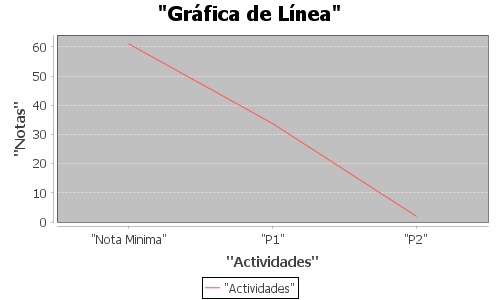 "Gráfica de Línea"
"Notas"
60
50
40
30
20
10
0
"Nota Minima"
"P1"
"P2"
"Actividades"
"Actividades"